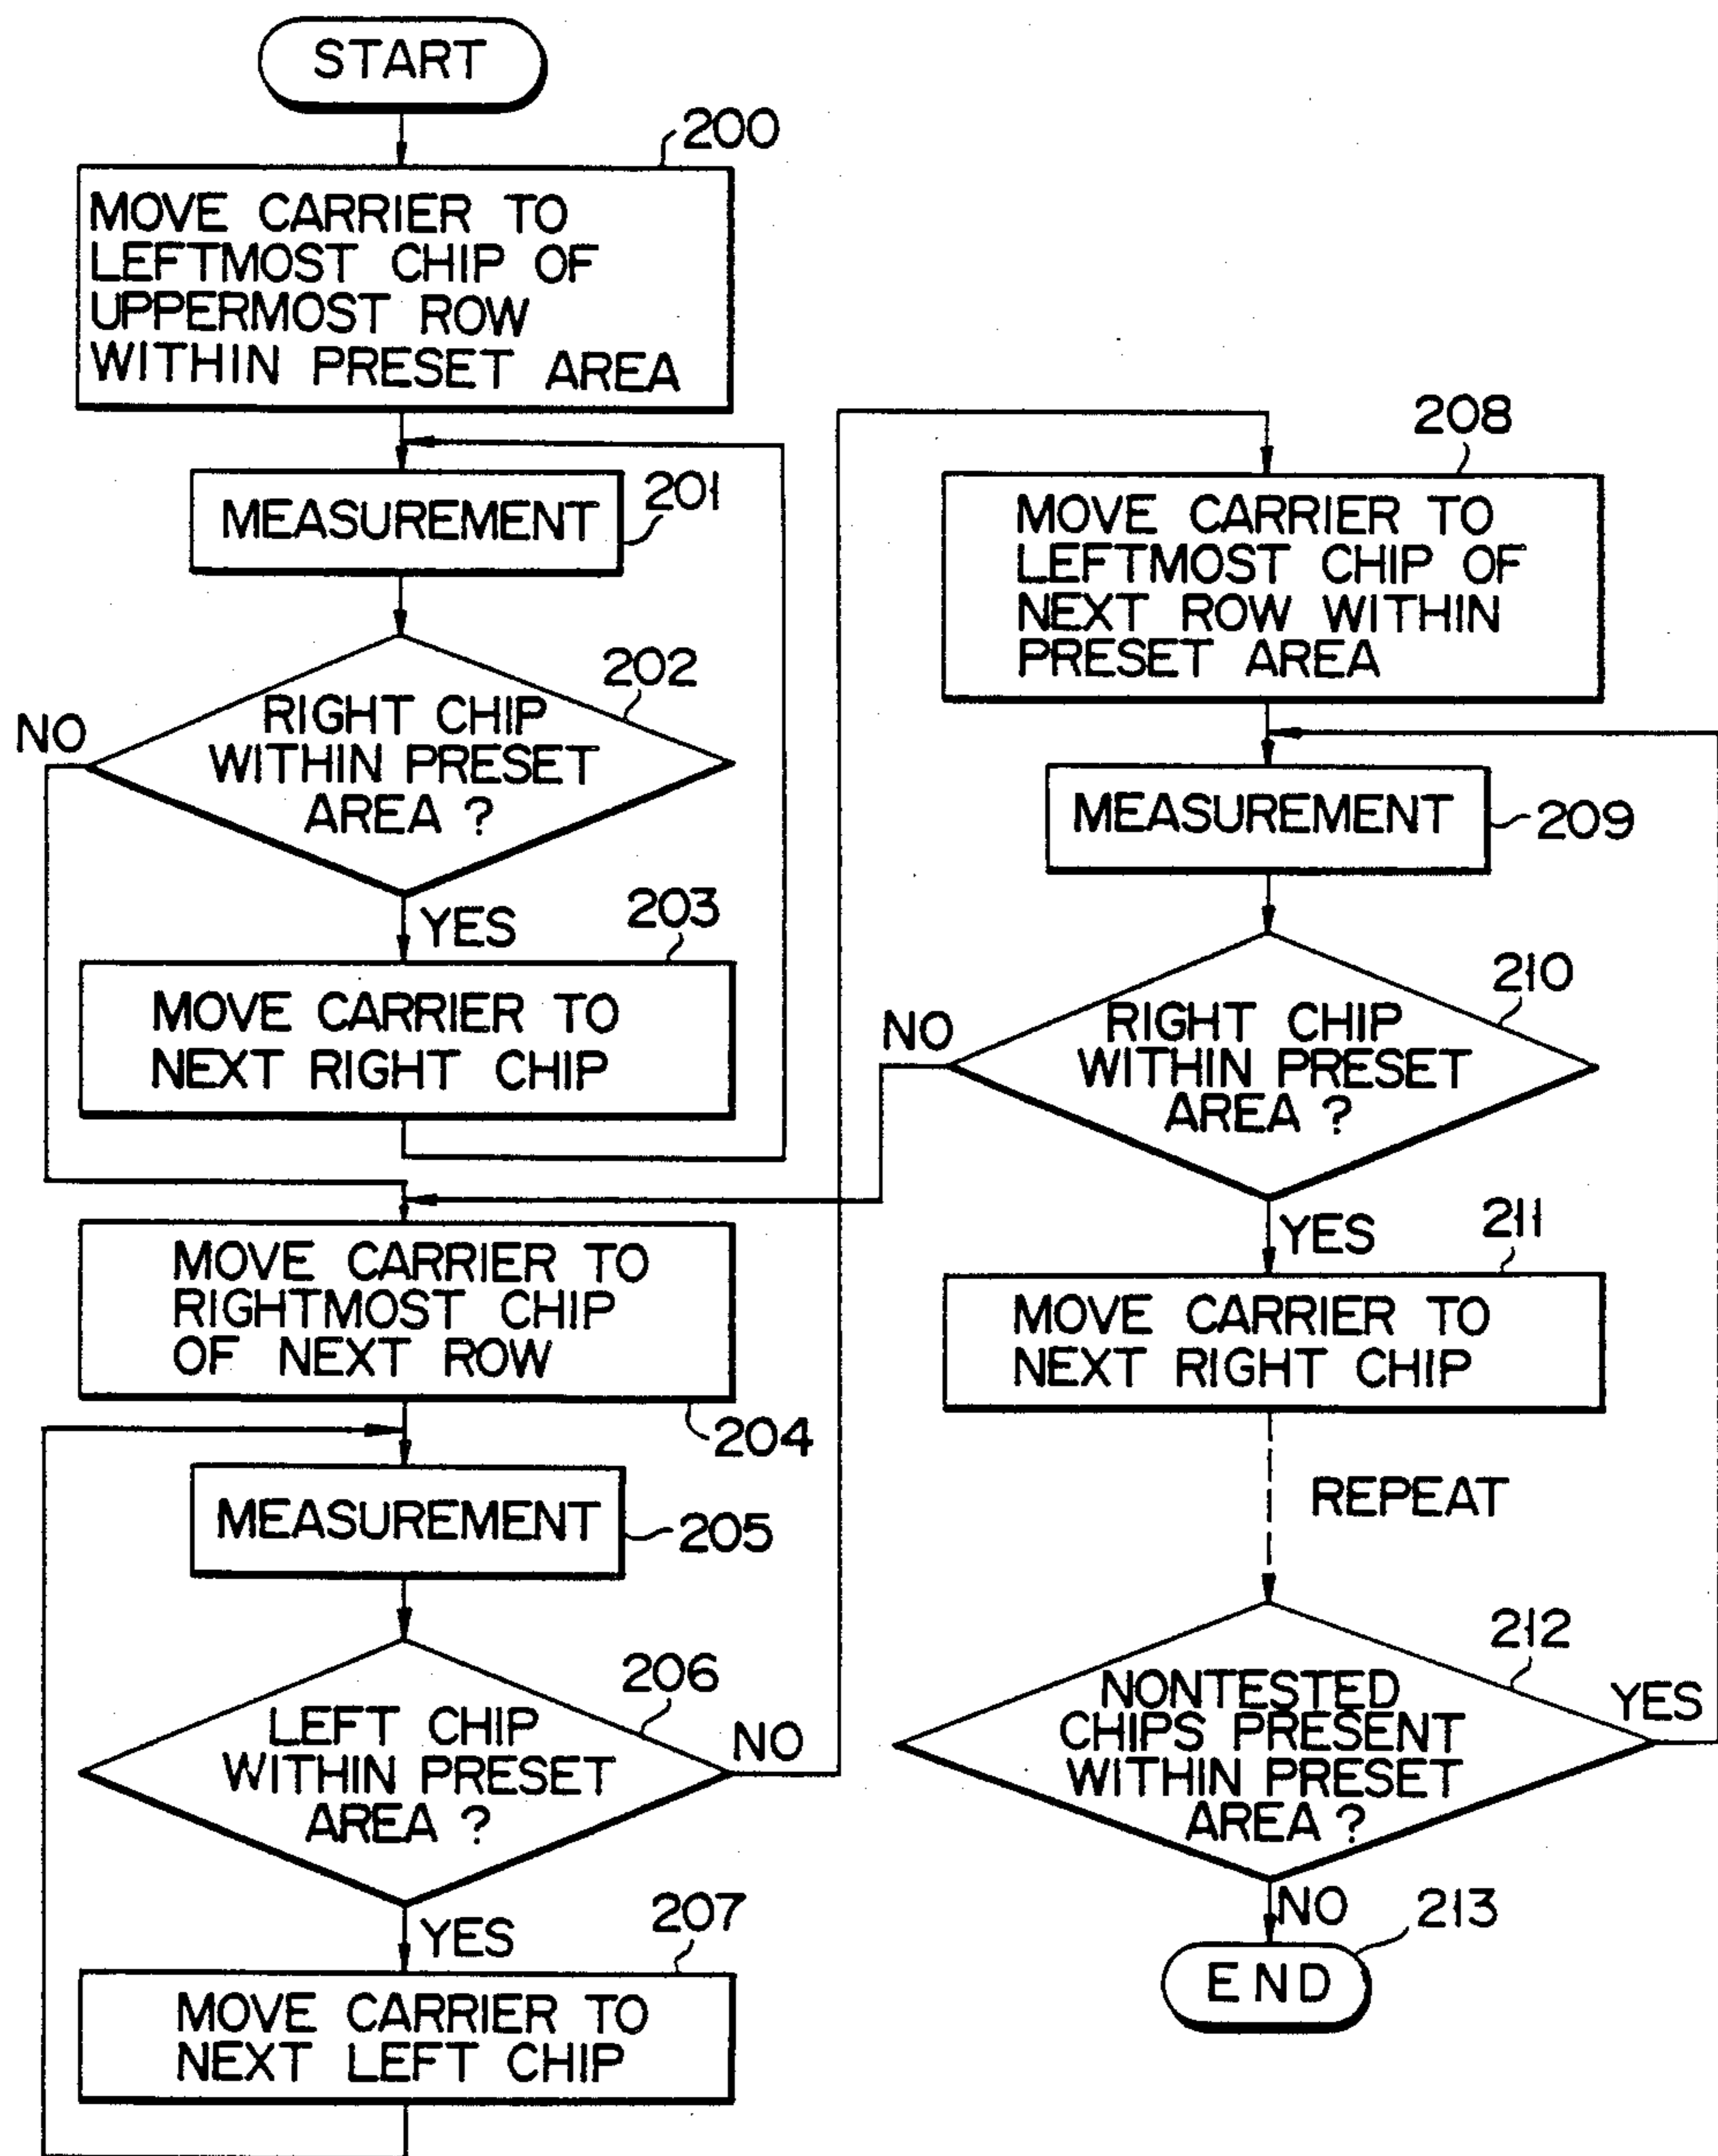 START
200
MOVE CARRIER TO
LEFTMOST CHIP OF
UPPERMOST ROW
WITHIN PRESET AREA
201
MEASUREMENT
202
RIGHT CHIP
WITHIN PRESET
AREA ?
NO
YES
203
MOVE CARRIER TO
NEXT RIGHT CHIP
MOVE CARRIER TO
RIGHTMOST CHIP
OF NEXT ROW
204
MEASUREMENT
205
206
LEFT CHIP
WITHIN PRESET
AREA ?
NO
YES
207
MOVE CARRIER TO
NEXT LEFT CHIP
208
MOVE CARRIER TO
LEFTMOST CHIP OF
NEXT ROW WITHIN
PRESET AREA
MEASUREMENT
209
210
RIGHT CHIP
WITHIN PRESET
AREA ?
NO
YES
211
MOVE CARRIER TO
NEXT RIGHT CHIP
REPEAT
212
NONTESTED
CHIPS PRESENT
WITHIN PRESET
AREA ?
YES
NO
213
END